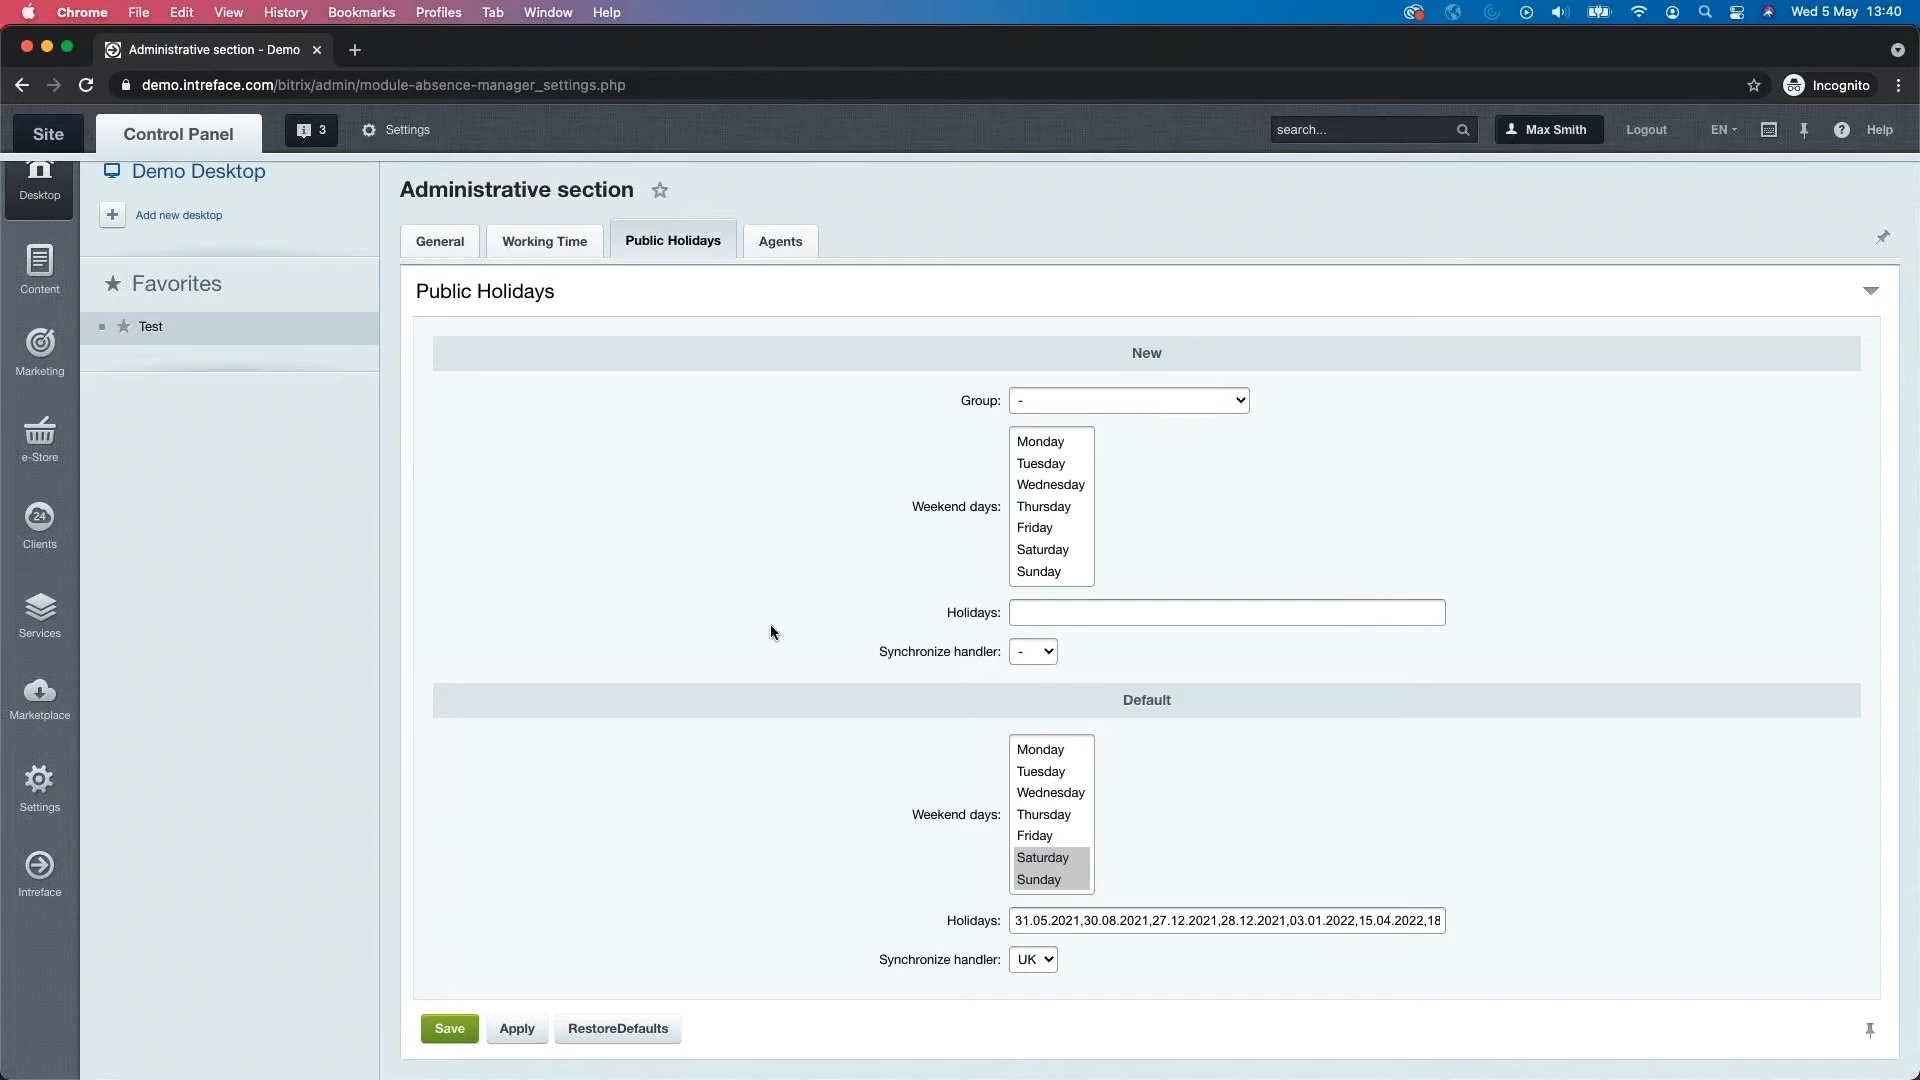 Chrome File Edit View History Bookmarks Profiles Tab Window Help Wed 5 May 13:40
Administrative section - Demo
demo.intreface.com/bitrix/admin/module-absence-manager_settings.php Incognito
Site Control Panel 3 Settings search... Max Smith Logout EN Help
Desktop
Content
Marketing
e-Store
24
Clients
Services
Marketplace
Settings
Intreface
Demo Desktop
Add new desktop
Favorites
Test
Administrative section
General Working Time Public Holidays Agents
Public Holidays
New
Group: -
Weekend days:
Monday
Tuesday
Wednesday
Thursday
Friday
Saturday
Sunday
Holidays:
Synchronize handler: -
Default
Weekend days:
Monday
Tuesday
Wednesday
Thursday
Friday
Saturday
Sunday
Holidays: 31.05.2021,30.08.2021,27.12.2021,28.12.2021,03.01.2022,15.04.2022,18
Synchronize handler: UK
Save Apply RestoreDefaults